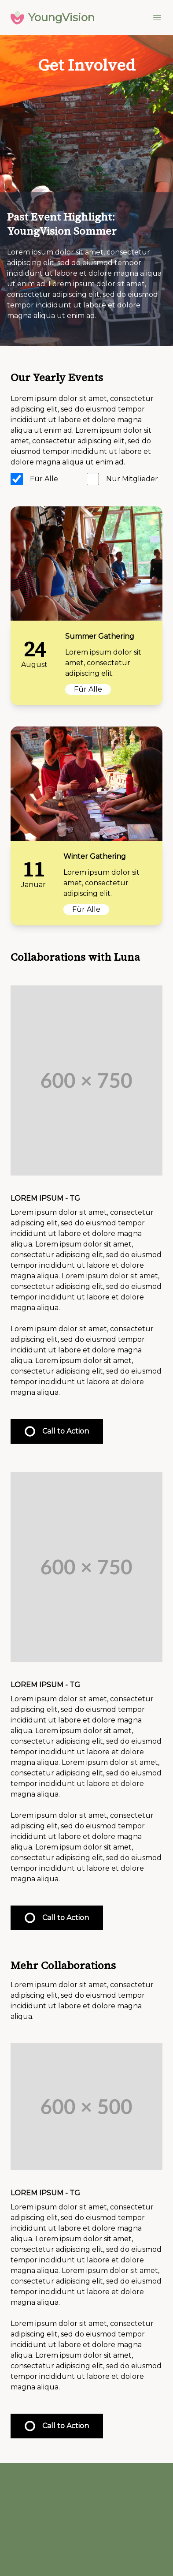 YoungVision
Get Involved
Past Event Highlight:
YoungVision Sommer
Lorem ipsum dolor sit amet, consectetur
adipiscing elit, sed do eiusmod tempor
incididunt ut labore et dolore magna aliqua
ut enim ad. Lorem ipsum dolor sit amet,
consectetur adipiscing elit, sed do eiusmod
tempor incididunt ut labore et dolore
magna aliqua ut enim ad.
Our Yearly Events
Lorem ipsum dolor sit amet, consectetur
adipiscing elit, sed do eiusmod tempor
incididunt ut labore et dolore magna
aliqua ut enim ad. Lorem ipsum dolor sit
amet, consectetur adipiscing elit, sed do
eiusmod tempor incididunt ut labore et
dolore magna aliqua ut enim ad.
Für Alle
Nur Mitglieder
24
August
Summer Gathering
Lorem ipsum dolor sit
amet, consectetur
adipiscing elit.
Für Alle
11
Januar
Winter Gathering
Lorem ipsum dolor sit
amet, consectetur
adipiscing elit.
Für Alle
Collaborations with Luna
600 × 750
LOREM IPSUM - TG
Lorem ipsum dolor sit amet, consectetur
adipiscing elit, sed do eiusmod tempor
incididunt ut labore et dolore magna
aliqua. Lorem ipsum dolor sit amet,
consectetur adipiscing elit, sed do eiusmod
tempor incididunt ut labore et dolore
magna aliqua. Lorem ipsum dolor sit amet,
consectetur adipiscing elit, sed do eiusmod
tempor incididunt ut labore et dolore
magna aliqua.
Lorem ipsum dolor sit amet, consectetur
adipiscing elit, sed do eiusmod tempor
incididunt ut labore et dolore magna
aliqua. Lorem ipsum dolor sit amet,
consectetur adipiscing elit, sed do eiusmod
tempor incididunt ut labore et dolore
magna aliqua.
Call to Action
600 × 750
LOREM IPSUM - TG
Lorem ipsum dolor sit amet, consectetur
adipiscing elit, sed do eiusmod tempor
incididunt ut labore et dolore magna
aliqua. Lorem ipsum dolor sit amet,
consectetur adipiscing elit, sed do eiusmod
tempor incididunt ut labore et dolore
magna aliqua. Lorem ipsum dolor sit amet,
consectetur adipiscing elit, sed do eiusmod
tempor incididunt ut labore et dolore
magna aliqua.
Lorem ipsum dolor sit amet, consectetur
adipiscing elit, sed do eiusmod tempor
incididunt ut labore et dolore magna
aliqua. Lorem ipsum dolor sit amet,
consectetur adipiscing elit, sed do eiusmod
tempor incididunt ut labore et dolore
magna aliqua.
Call to Action
Mehr Collaborations
Lorem ipsum dolor sit amet, consectetur
adipiscing elit, sed do eiusmod tempor
incididunt ut labore et dolore magna
aliqua.
600 × 500
LOREM IPSUM - TG
Lorem ipsum dolor sit amet, consectetur
adipiscing elit, sed do eiusmod tempor
incididunt ut labore et dolore magna
aliqua. Lorem ipsum dolor sit amet,
consectetur adipiscing elit, sed do eiusmod
tempor incididunt ut labore et dolore
magna aliqua. Lorem ipsum dolor sit amet,
consectetur adipiscing elit, sed do eiusmod
tempor incididunt ut labore et dolore
magna aliqua.
Lorem ipsum dolor sit amet, consectetur
adipiscing elit, sed do eiusmod tempor
incididunt ut labore et dolore magna
aliqua. Lorem ipsum dolor sit amet,
consectetur adipiscing elit, sed do eiusmod
tempor incididunt ut labore et dolore
magna aliqua.
Call to Action